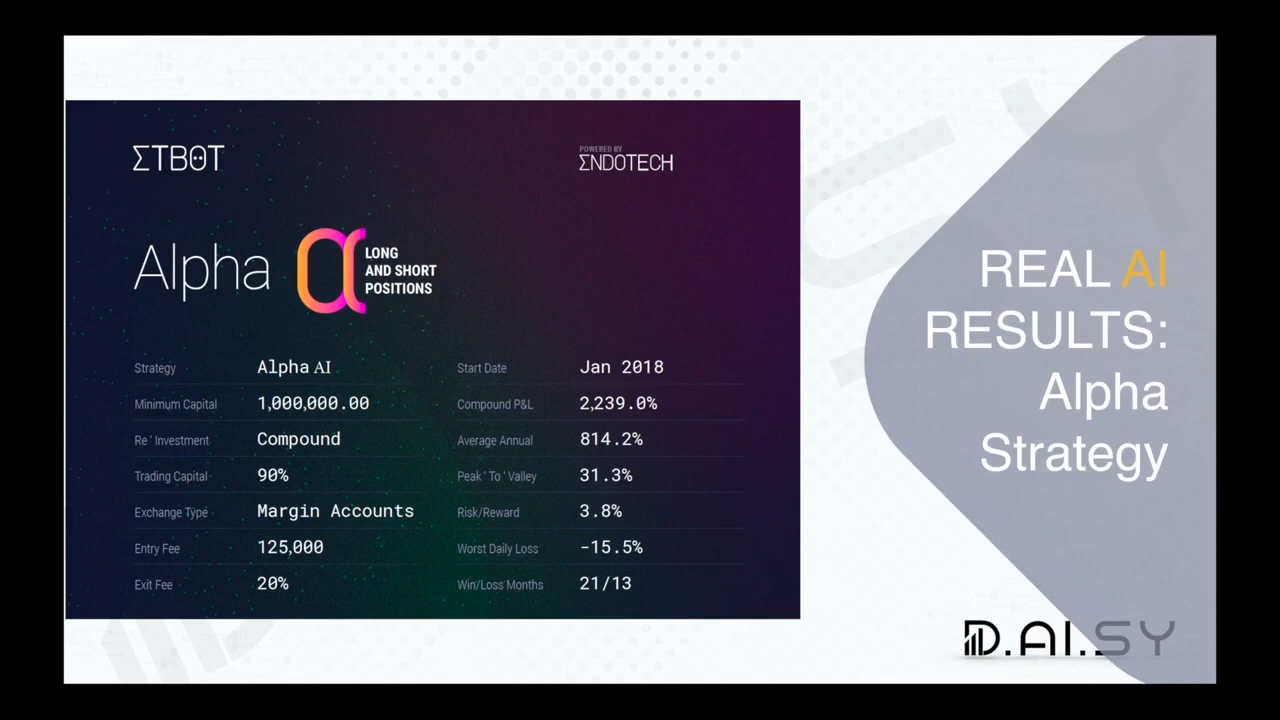 ΣTBOT
POWERED BY
ΣNDOTECH
Alpha α LONG
AND SHORT
POSITIONS
Strategy Alpha AI
Minimum Capital 1,000,000.00
Re ' Investment Compound
Trading Capital 90%
Exchange Type Margin Accounts
Entry Fee 125,000
Exit Fee 20%
Start Date Jan 2018
Compound P&L 2,239.0%
Average Annual 814.2%
Peak ' To ' Valley 31.3%
Risk/Reward 3.8%
Worst Daily Loss -15.5%
Win/Loss Months 21/13
REAL AI
RESULTS:
Alpha
Strategy
D.AI.SY